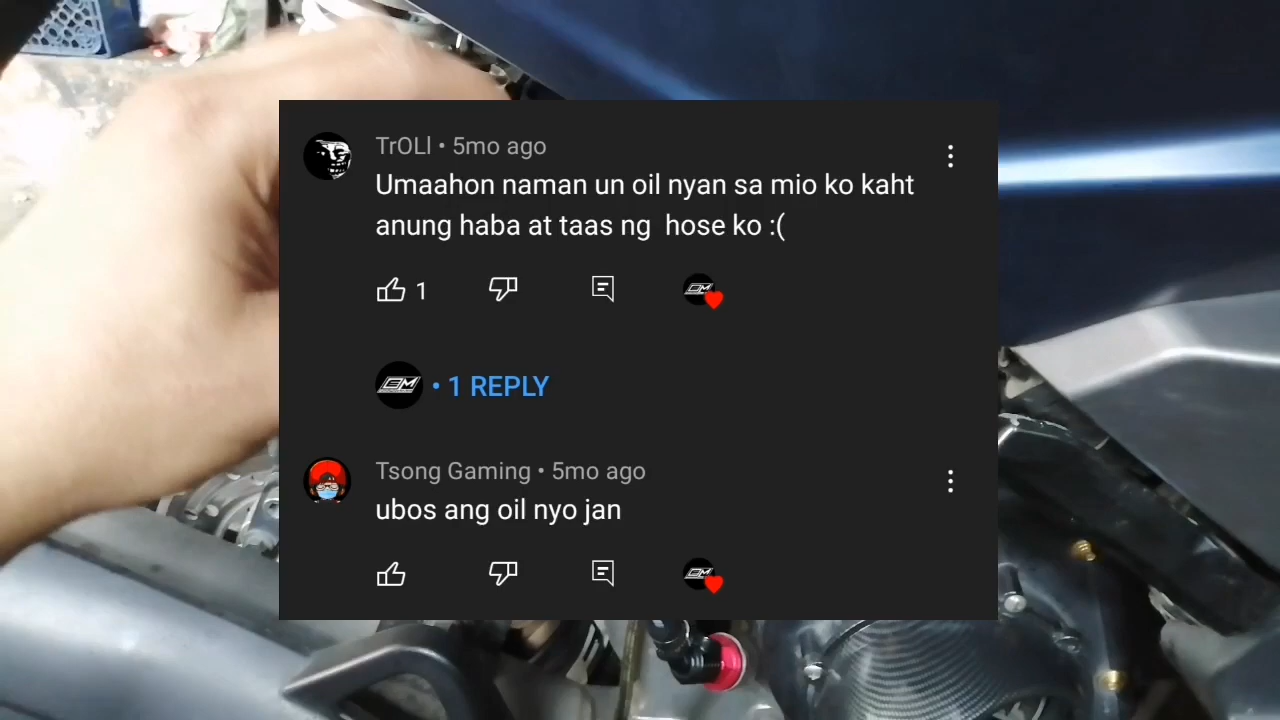 TrOLl • 5mo ago
Umaahon naman un oil nyan sa mio ko kaht
anung haba at taas ng  hose ko :(
1
• 1 REPLY
Tsong Gaming • 5mo ago
ubos ang oil nyo jan